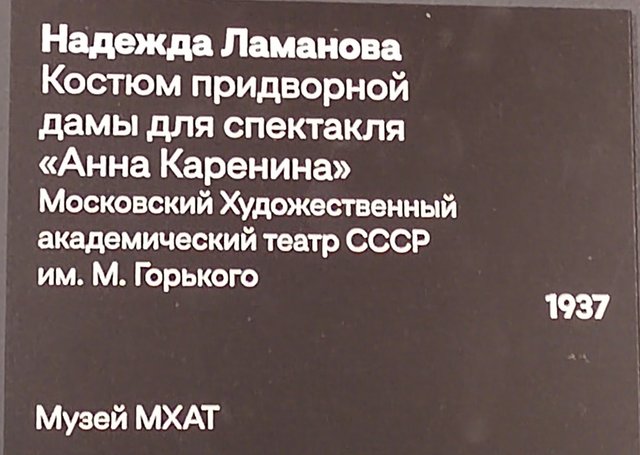 Надежда Ламанова
Костюм придворной
дамы для спектакля
«Анна Каренина»
Московский Художественный
академический театр СССР
им. М. Горького
1937
Музей МХАТ